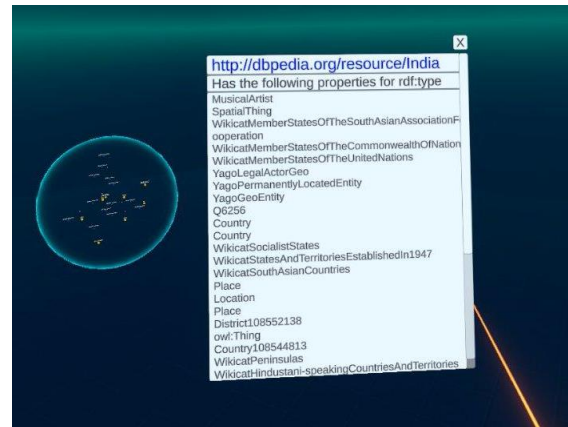 X
http://dbpedia.org/resource/India
Has the following properties for rdf:type
MusicalArtist
SpatialThing
WikicatMemberStatesOfTheSouthAsianAssociationF
ooperation
WikicatMemberStatesOfTheCommonwealthOfNation
WikicatMemberStatesOfTheUnitedNations
YagoLegalActorGeo
YagoPermanentlyLocatedEntity
YagoGeoEntity
Q6256
Country
Country
WikicatSocialistStates
WikicatStatesAndTerritoriesEstablishedIn1947
WikicatSouthAsianCountries
Place
Location
Place
District108552138
owl:Thing
Country108544813
WikicatPeninsulas
WikicatHindustani-speakingCountriesAndTerritories